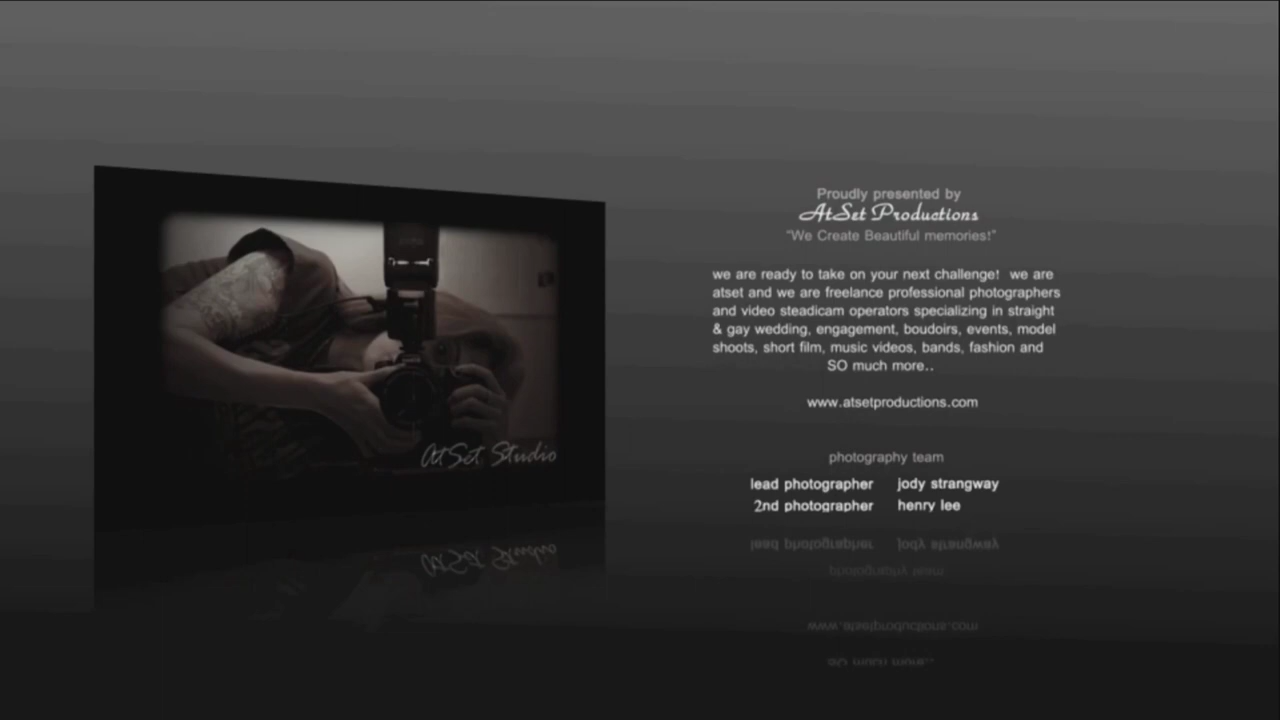 Proudly presented by
AtSet Productions
"We Create Beautiful memories!"
we are ready to take on your next challenge! we are
atset and we are freelance professional photographers
and video steadicam operators specializing in straight
& gay wedding, engagement, boudoirs, events, model
shoots, short film, music videos, bands, fashion and
SO much more..
www.atsetproductions.com
photography team
lead photographer jody strangway
2nd photographer henry lee
AtSet Studio